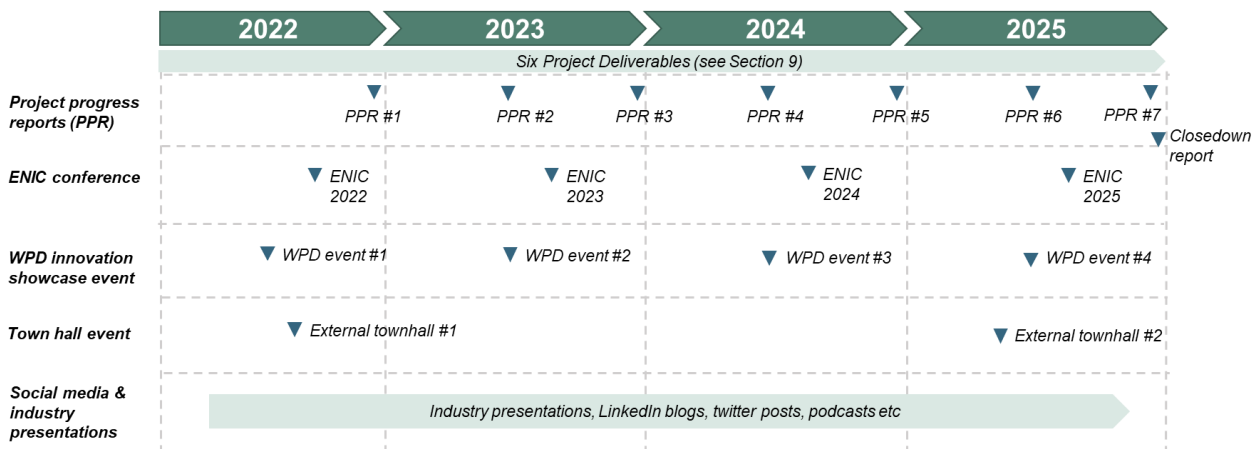 2022 2023 2024 2025
Six Project Deliverables (see Section 9)
Project progress
reports (PPR)
PPR #1 PPR #2 PPR #3 PPR #4 PPR #5 PPR #6 PPR #7
Closedown
report
ENIC conference
ENIC
2022
ENIC
2023
ENIC
2024
ENIC
2025
WPD innovation
showcase event
WPD event #1 WPD event #2 WPD event #3 WPD event #4
Town hall event
External townhall #1 External townhall #2
Social media &
industry
presentations
Industry presentations, LinkedIn blogs, twitter posts, podcasts etc